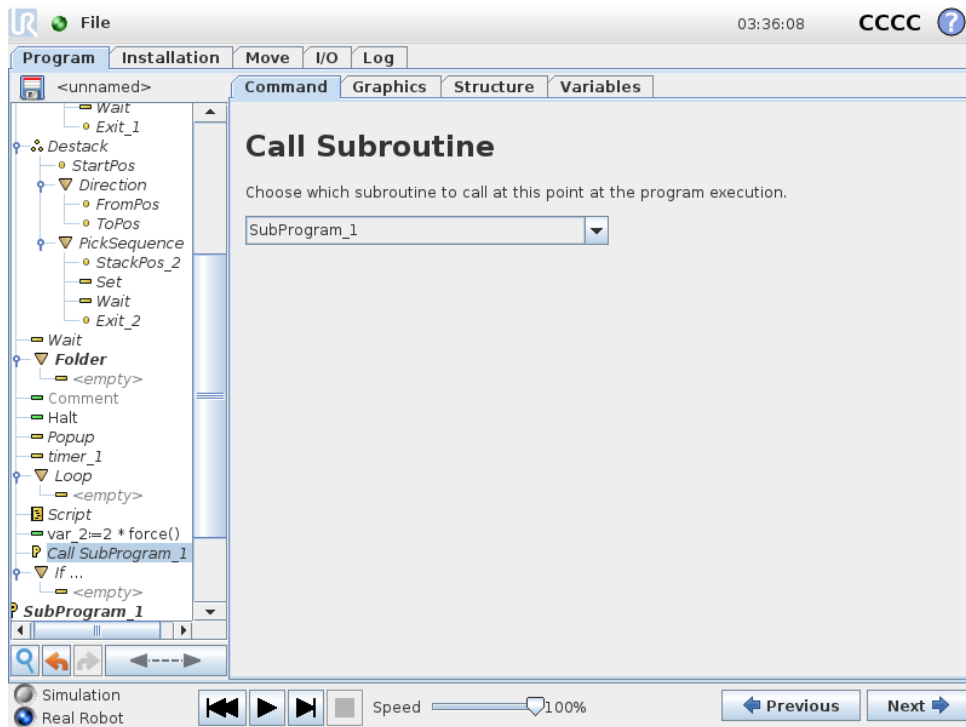 UR File 03:36:08 CCCC ?
Program Installation Move I/O Log
<unnamed> Command Graphics Structure Variables
Wait
Exit_1
Destack
StartPos
Direction
FromPos
ToPos
PickSequence
StackPos_2
Set
Wait
Exit_2
Wait
Folder
<empty>
Comment
Halt
Popup
timer_1
Loop
<empty>
Script
var_2:=2 * force()
P Call SubProgram_1
If ...
<empty>
P SubProgram_1
Call Subroutine
Choose which subroutine to call at this point at the program execution.
SubProgram_1
Simulation
Real Robot
Speed 100%
Previous Next